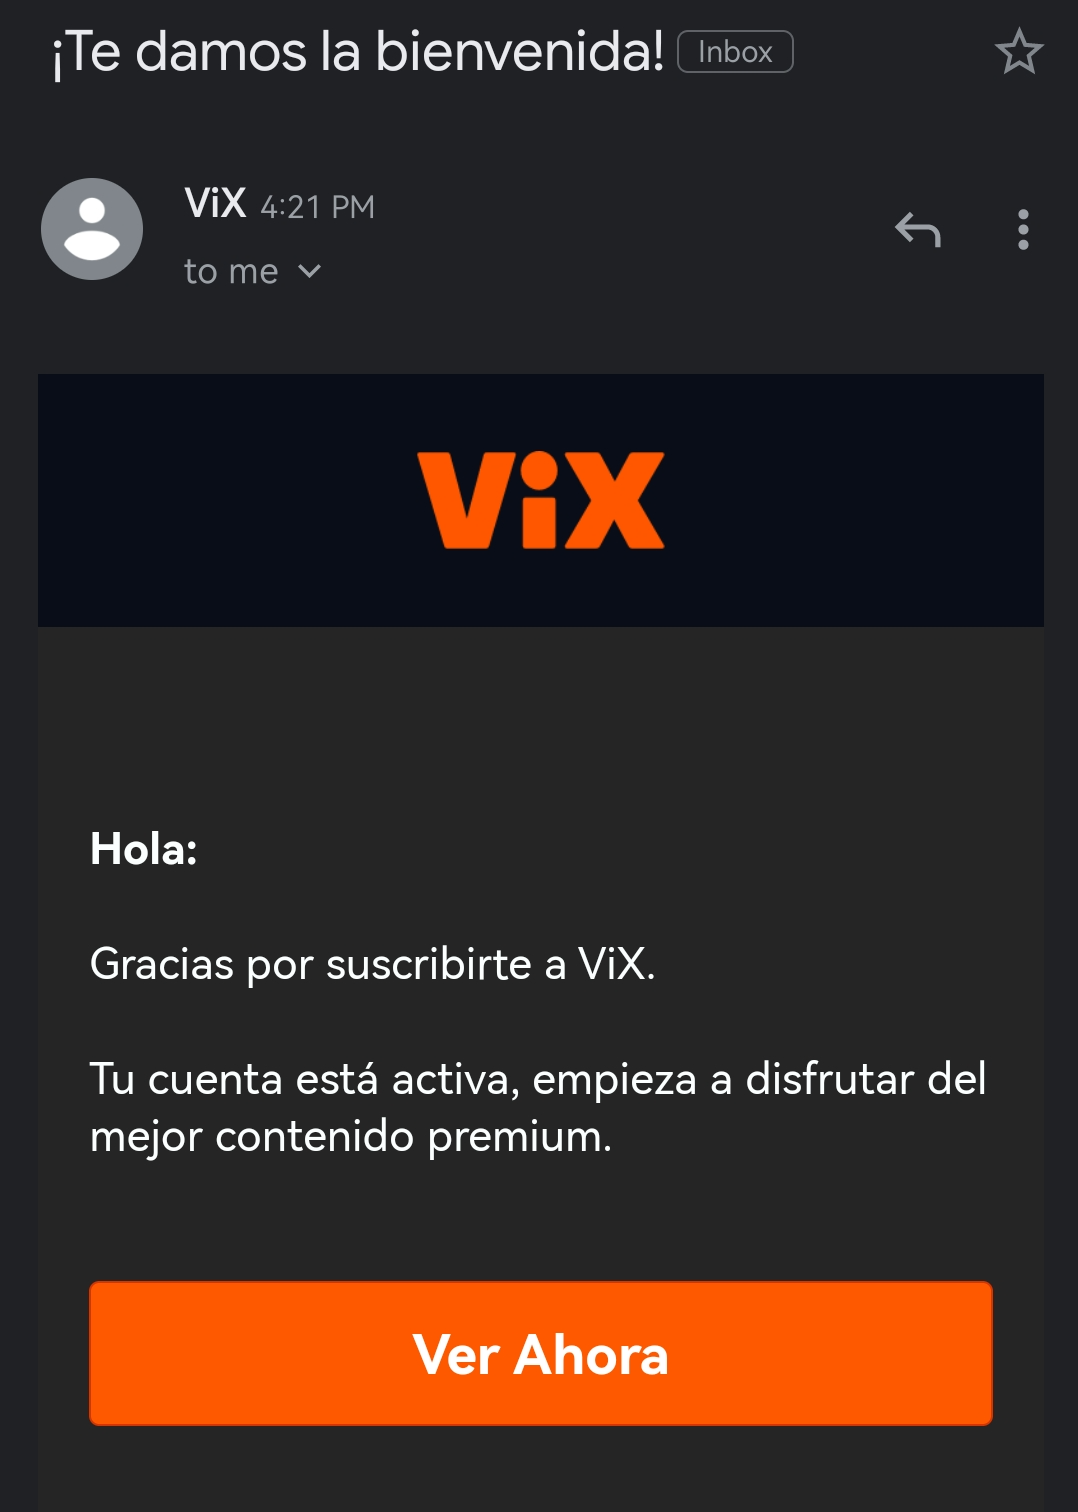 ¡Te damos la bienvenida! Inbox
ViX 4:21 PM
to me
ViX
Hola:
Gracias por suscribirte a ViX.
Tu cuenta está activa, empieza a disfrutar del
mejor contenido premium.
Ver Ahora